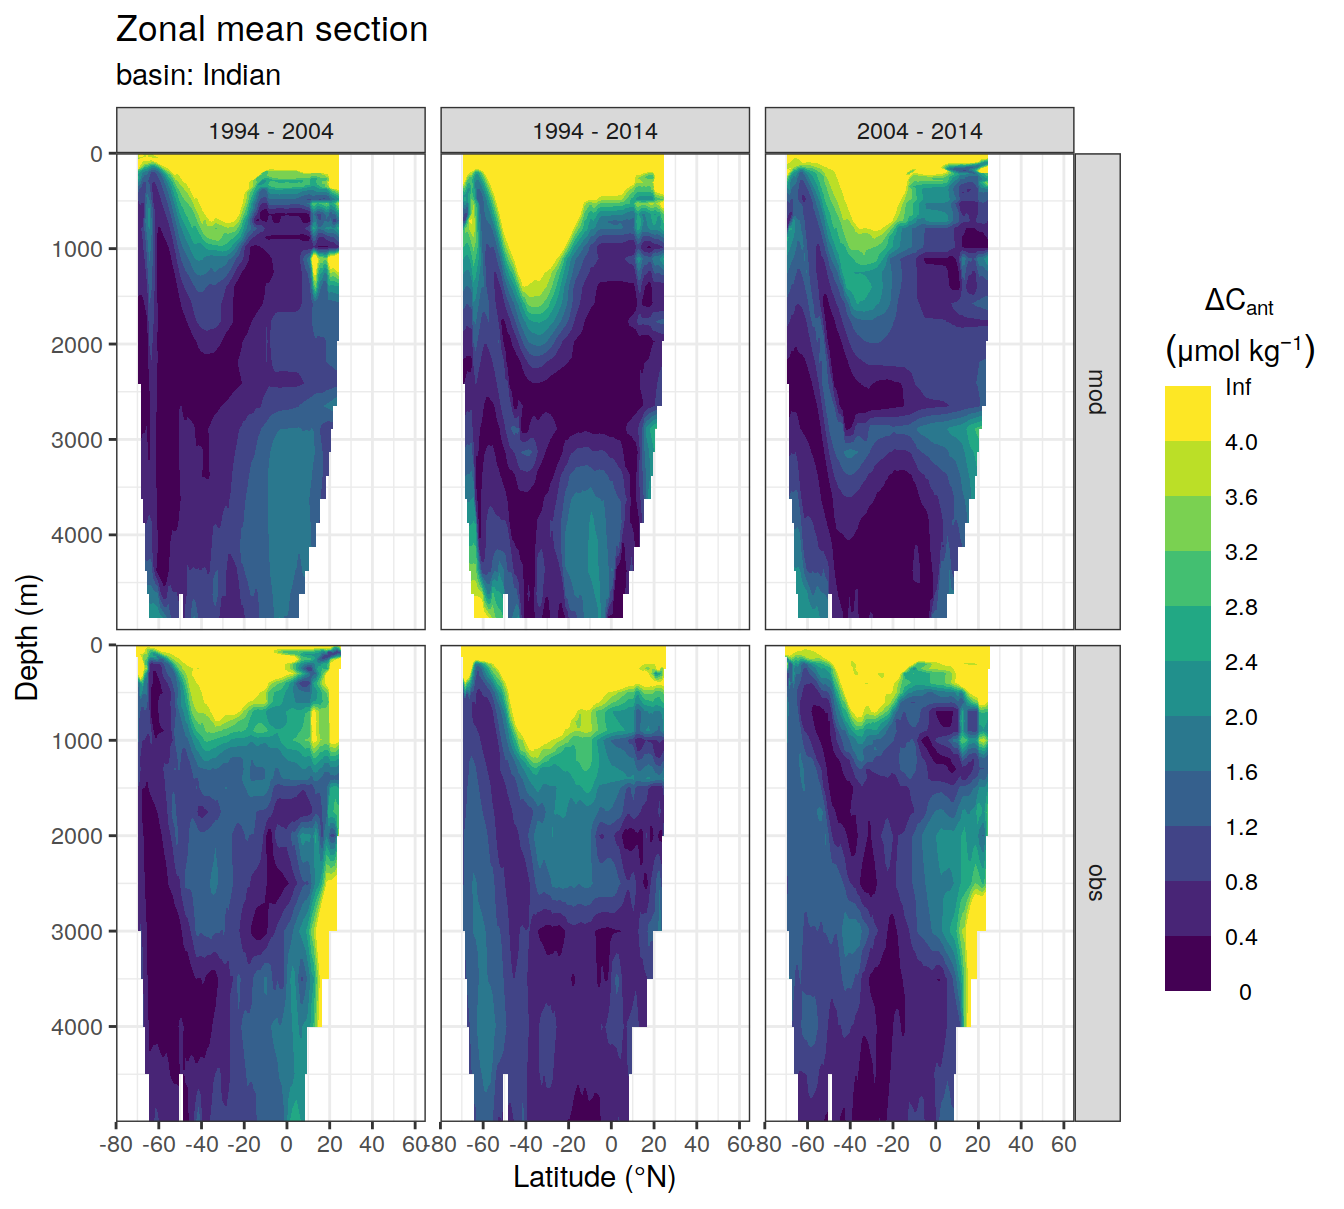 Zonal mean section
basin: Indian
1994 - 2004
1994 - 2014
2004 - 2014
0
1000
2000
3000
4000
mod
0
1000
2000
3000
4000
obs
Depth (m)
-80 -60 -40 -20 0 20 40 60
-80 -60 -40 -20 0 20 40 60
-80 -60 -40 -20 0 20 40 60
Latitude (°N)
ΔCant
(μmol kg−1)
Inf
4.0
3.6
3.2
2.8
2.4
2.0
1.6
1.2
0.8
0.4
0